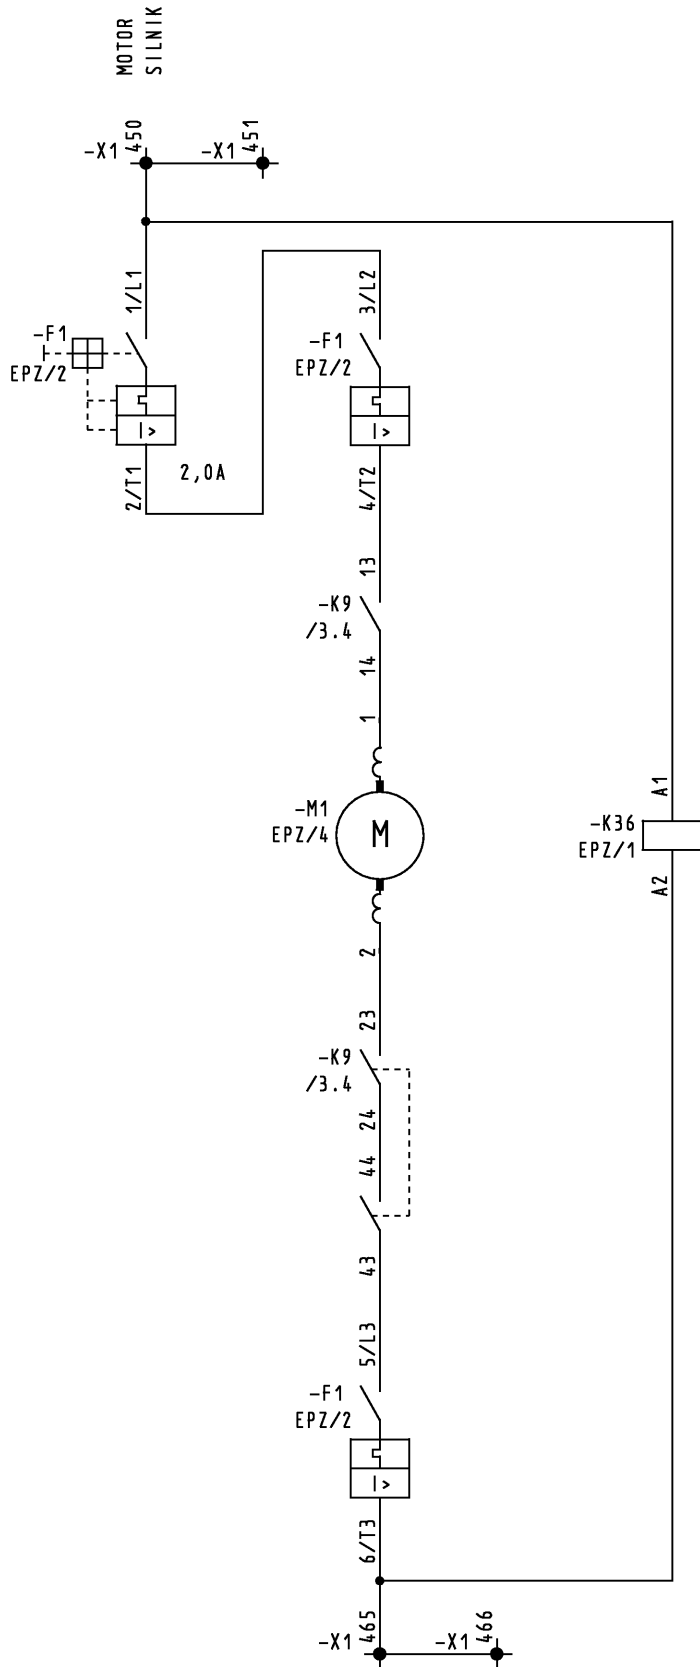 MOTOR
SILNIK
-X1 450
-X1 451
1/L1
3/L2
-F1
EPZ/2
-F1
EPZ/2
I>
I>
2/T1
2,0A
4/T2
13
-K9
/3.4
14
1
A1
-M1
EPZ/4
M
-K36
EPZ/1
A2
2
23
-K9
/3.4
24
44
43
5/L3
-F1
EPZ/2
I>
6/T3
-X1 465
-X1 466